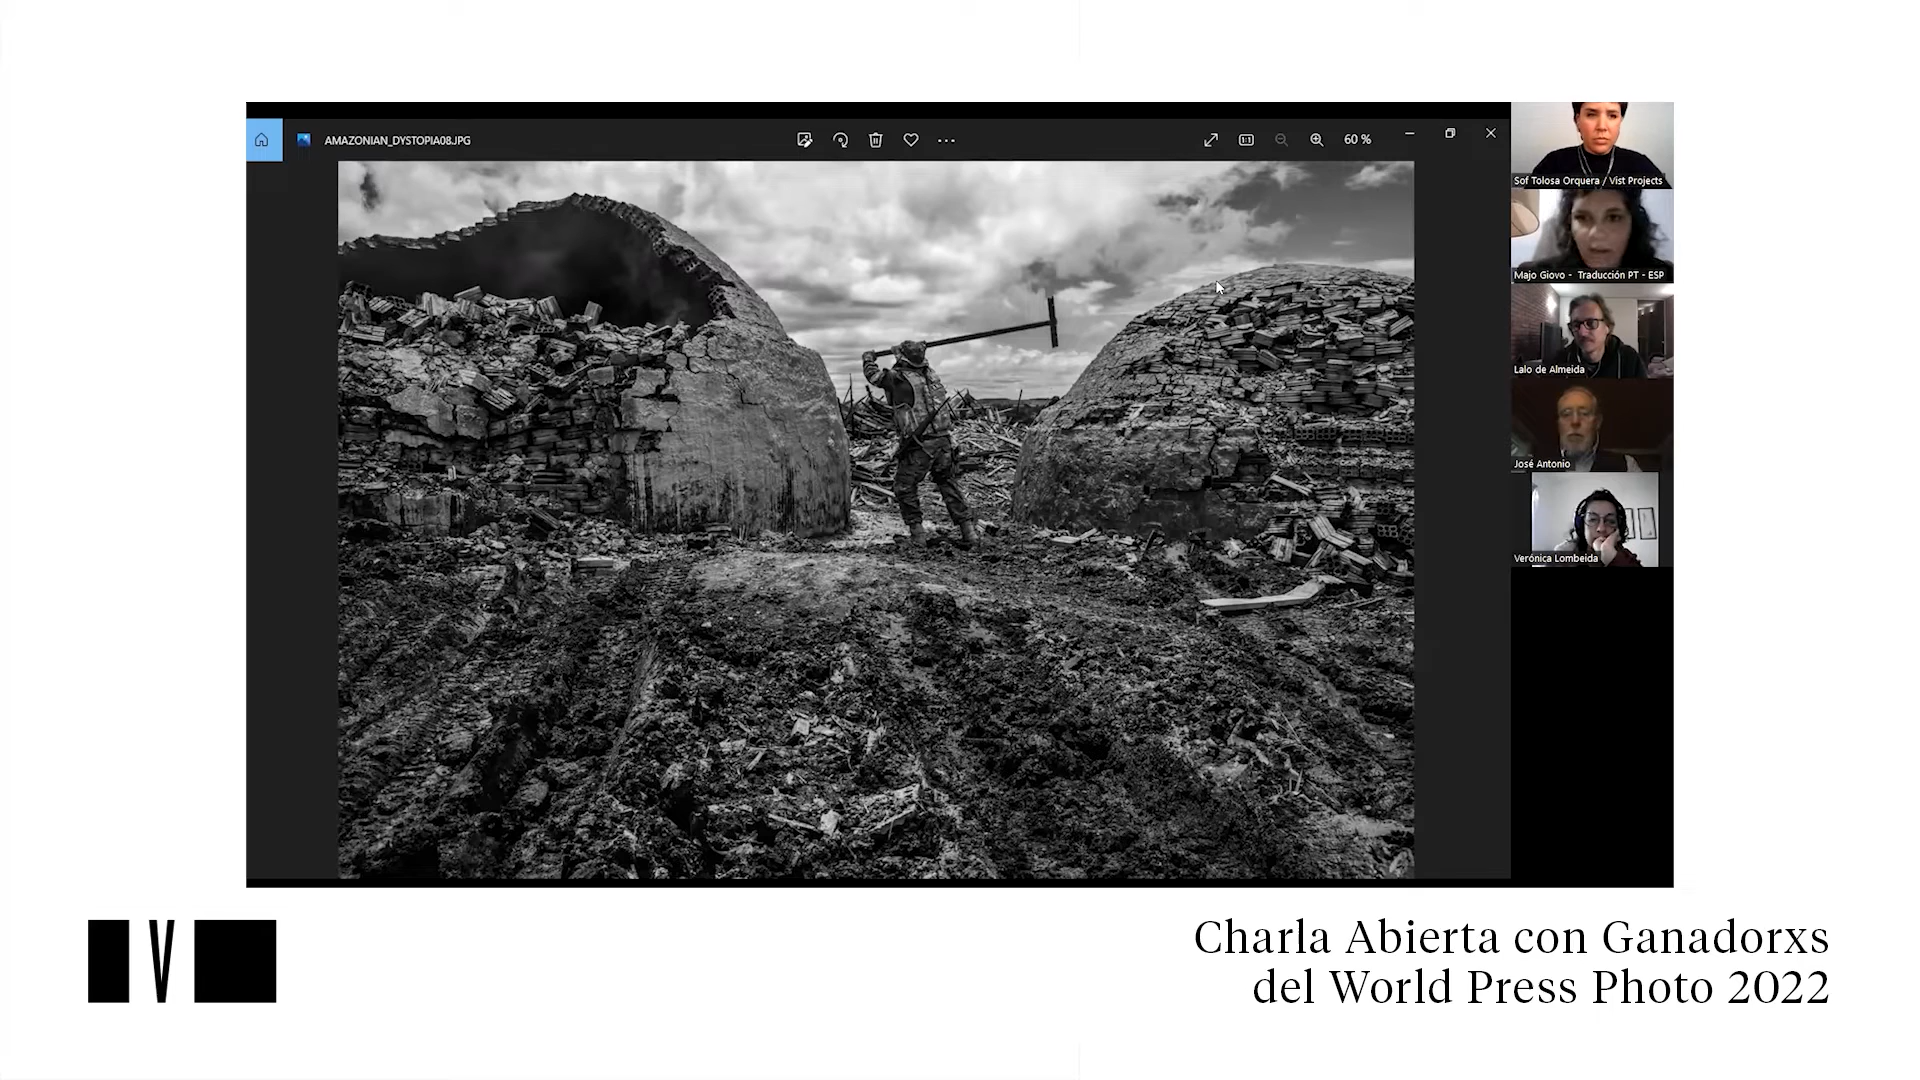 AMAZONIAN_DYSTOPIA08.JPG
60 %
Sof Tolosa Orquera / Vist Projects
Majo Giovo - Traducción PT - ESP
Lalo de Almeida
José Antonio
Verónica Lombeida
V
Charla Abierta con Ganadorxs
del World Press Photo 2022